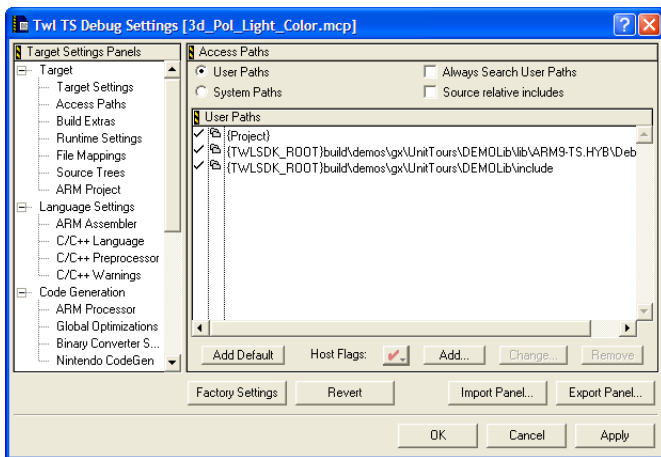 Twl TS Debug Settings [3d_Pol_Light_Color.mcp]
Target Settings Panels
Target
Target Settings
Access Paths
Build Extras
Runtime Settings
File Mappings
Source Trees
ARM Project
Language Settings
ARM Assembler
C/C++ Language
C/C++ Preprocessor
C/C++ Warnings
Code Generation
ARM Processor
Global Optimizations
Binary Converter S...
Nintendo CodeGen
Access Paths
User Paths
Always Search User Paths
System Paths
Source relative includes
User Paths
{Project}
{TWLSDK_ROOT}build\demos\gx\UnitTours\DEMOLib\lib\ARM9-TS.HYB\Deb
{TWLSDK_ROOT}build\demos\gx\UnitTours\DEMOLib\include
Add Default Host Flags: Add... Change... Remove
Factory Settings Revert Import Panel... Export Panel...
OK Cancel Apply